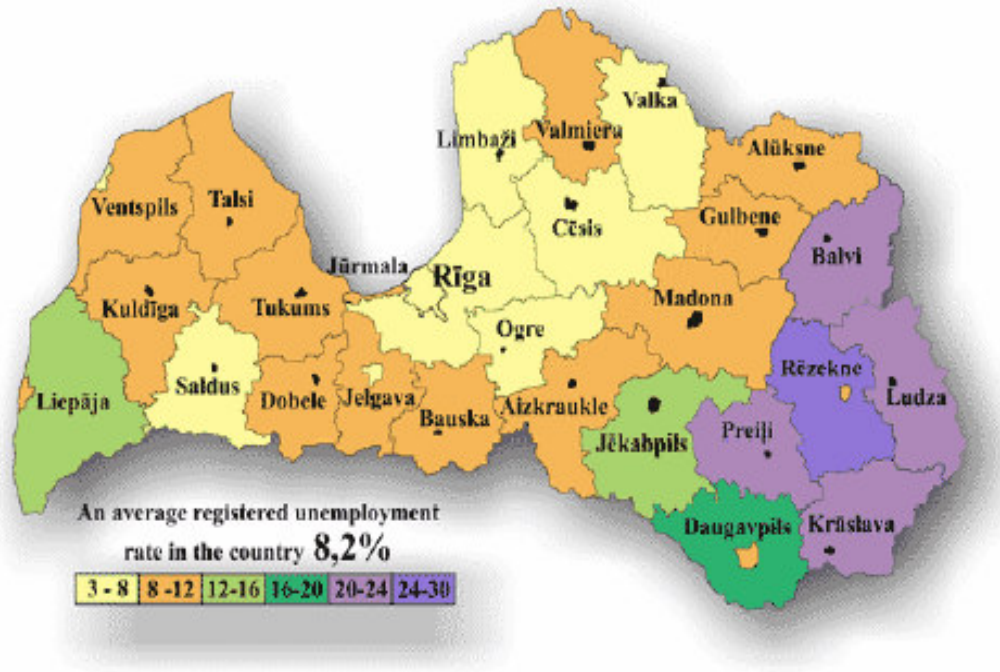 Valka
Limbaži
Valmiera
Alūksne
Ventspils
Talsi
Cēsis
Gulbene
Balvi
Jūrmala
Rīga
Kuldīga
Tukums
Madona
Ogre
Rēzekne
Saldus
Liepāja
Dobele
Jelgava
Bauska
Aizkraukle
Ludza
Jēkabpils
Preiļi
Daugavpils
Krāslava
An average registered unemployment
rate in the country 8,2%
3 - 8 8 -12 12-16 16-20 20-24 24-30